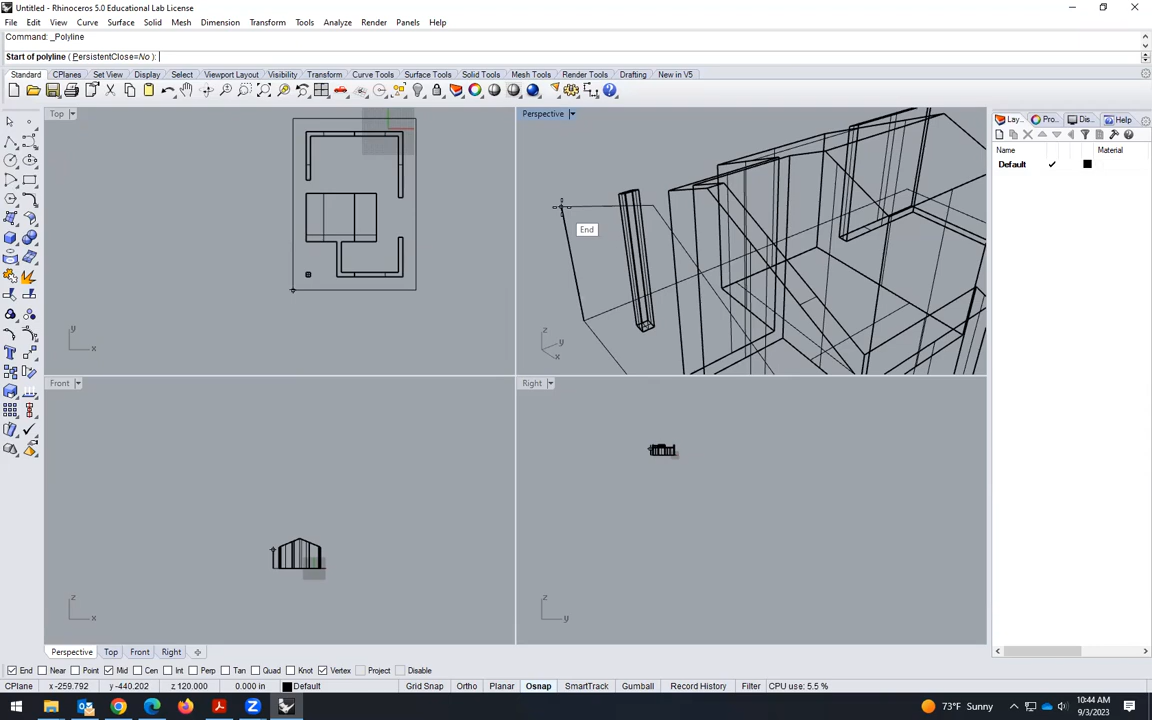 Untitled - Rhinoceros 5.0 Educational Lab License
File Edit View Curve Surface Solid Mesh Dimension Transform Tools Analyze Render Panels Help
Command: _Polyline
Start of polyline ( PersistentClose=No ):
Standard CPlanes Set View Display Select Viewport Layout Visibility Transform Curve Tools Surface Tools Solid Tools Mesh Tools Render Tools Drafting New in V5
Top
Perspective
Lay... Pro... Dis... Help
Name Material
Default
End
y
x
z
y
x
Front
Right
z
x
z
y
Perspective Top Front Right
End Near Point Mid Cen Int Perp Tan Quad Knot Vertex Project Disable
CPlane x -259.792 y -440.202 z 120.000 0.000 in Default Grid Snap Ortho Planar Osnap SmartTrack Gumball Record History Filter CPU use: 5.5 %
73°F Sunny
10:44 AM
9/3/2023